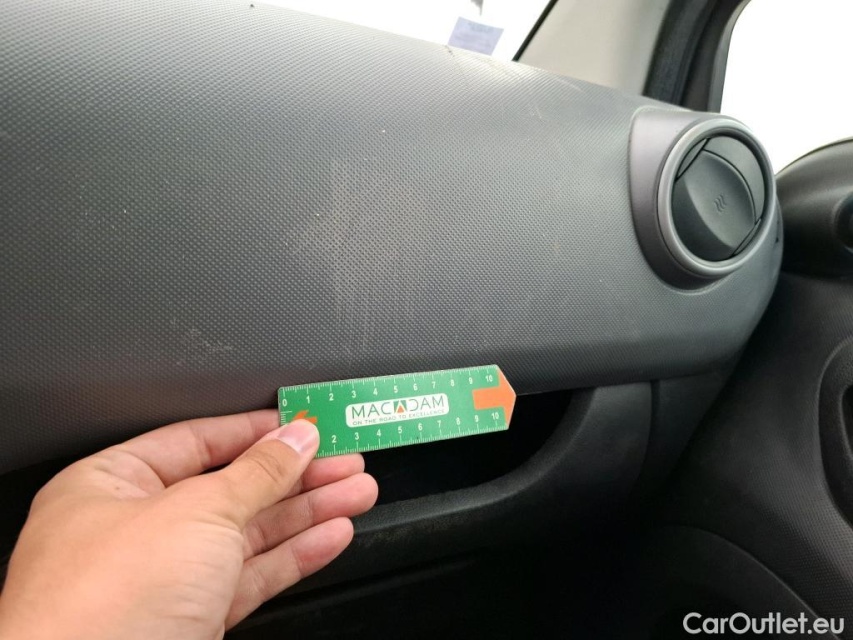 0 1 2 3 4 5 6 7 8 9 10
MACADAM
ON THE ROAD TO EXCELLENCE
2 3 4 5 6 7 8 9 10
CarOutlet.eu